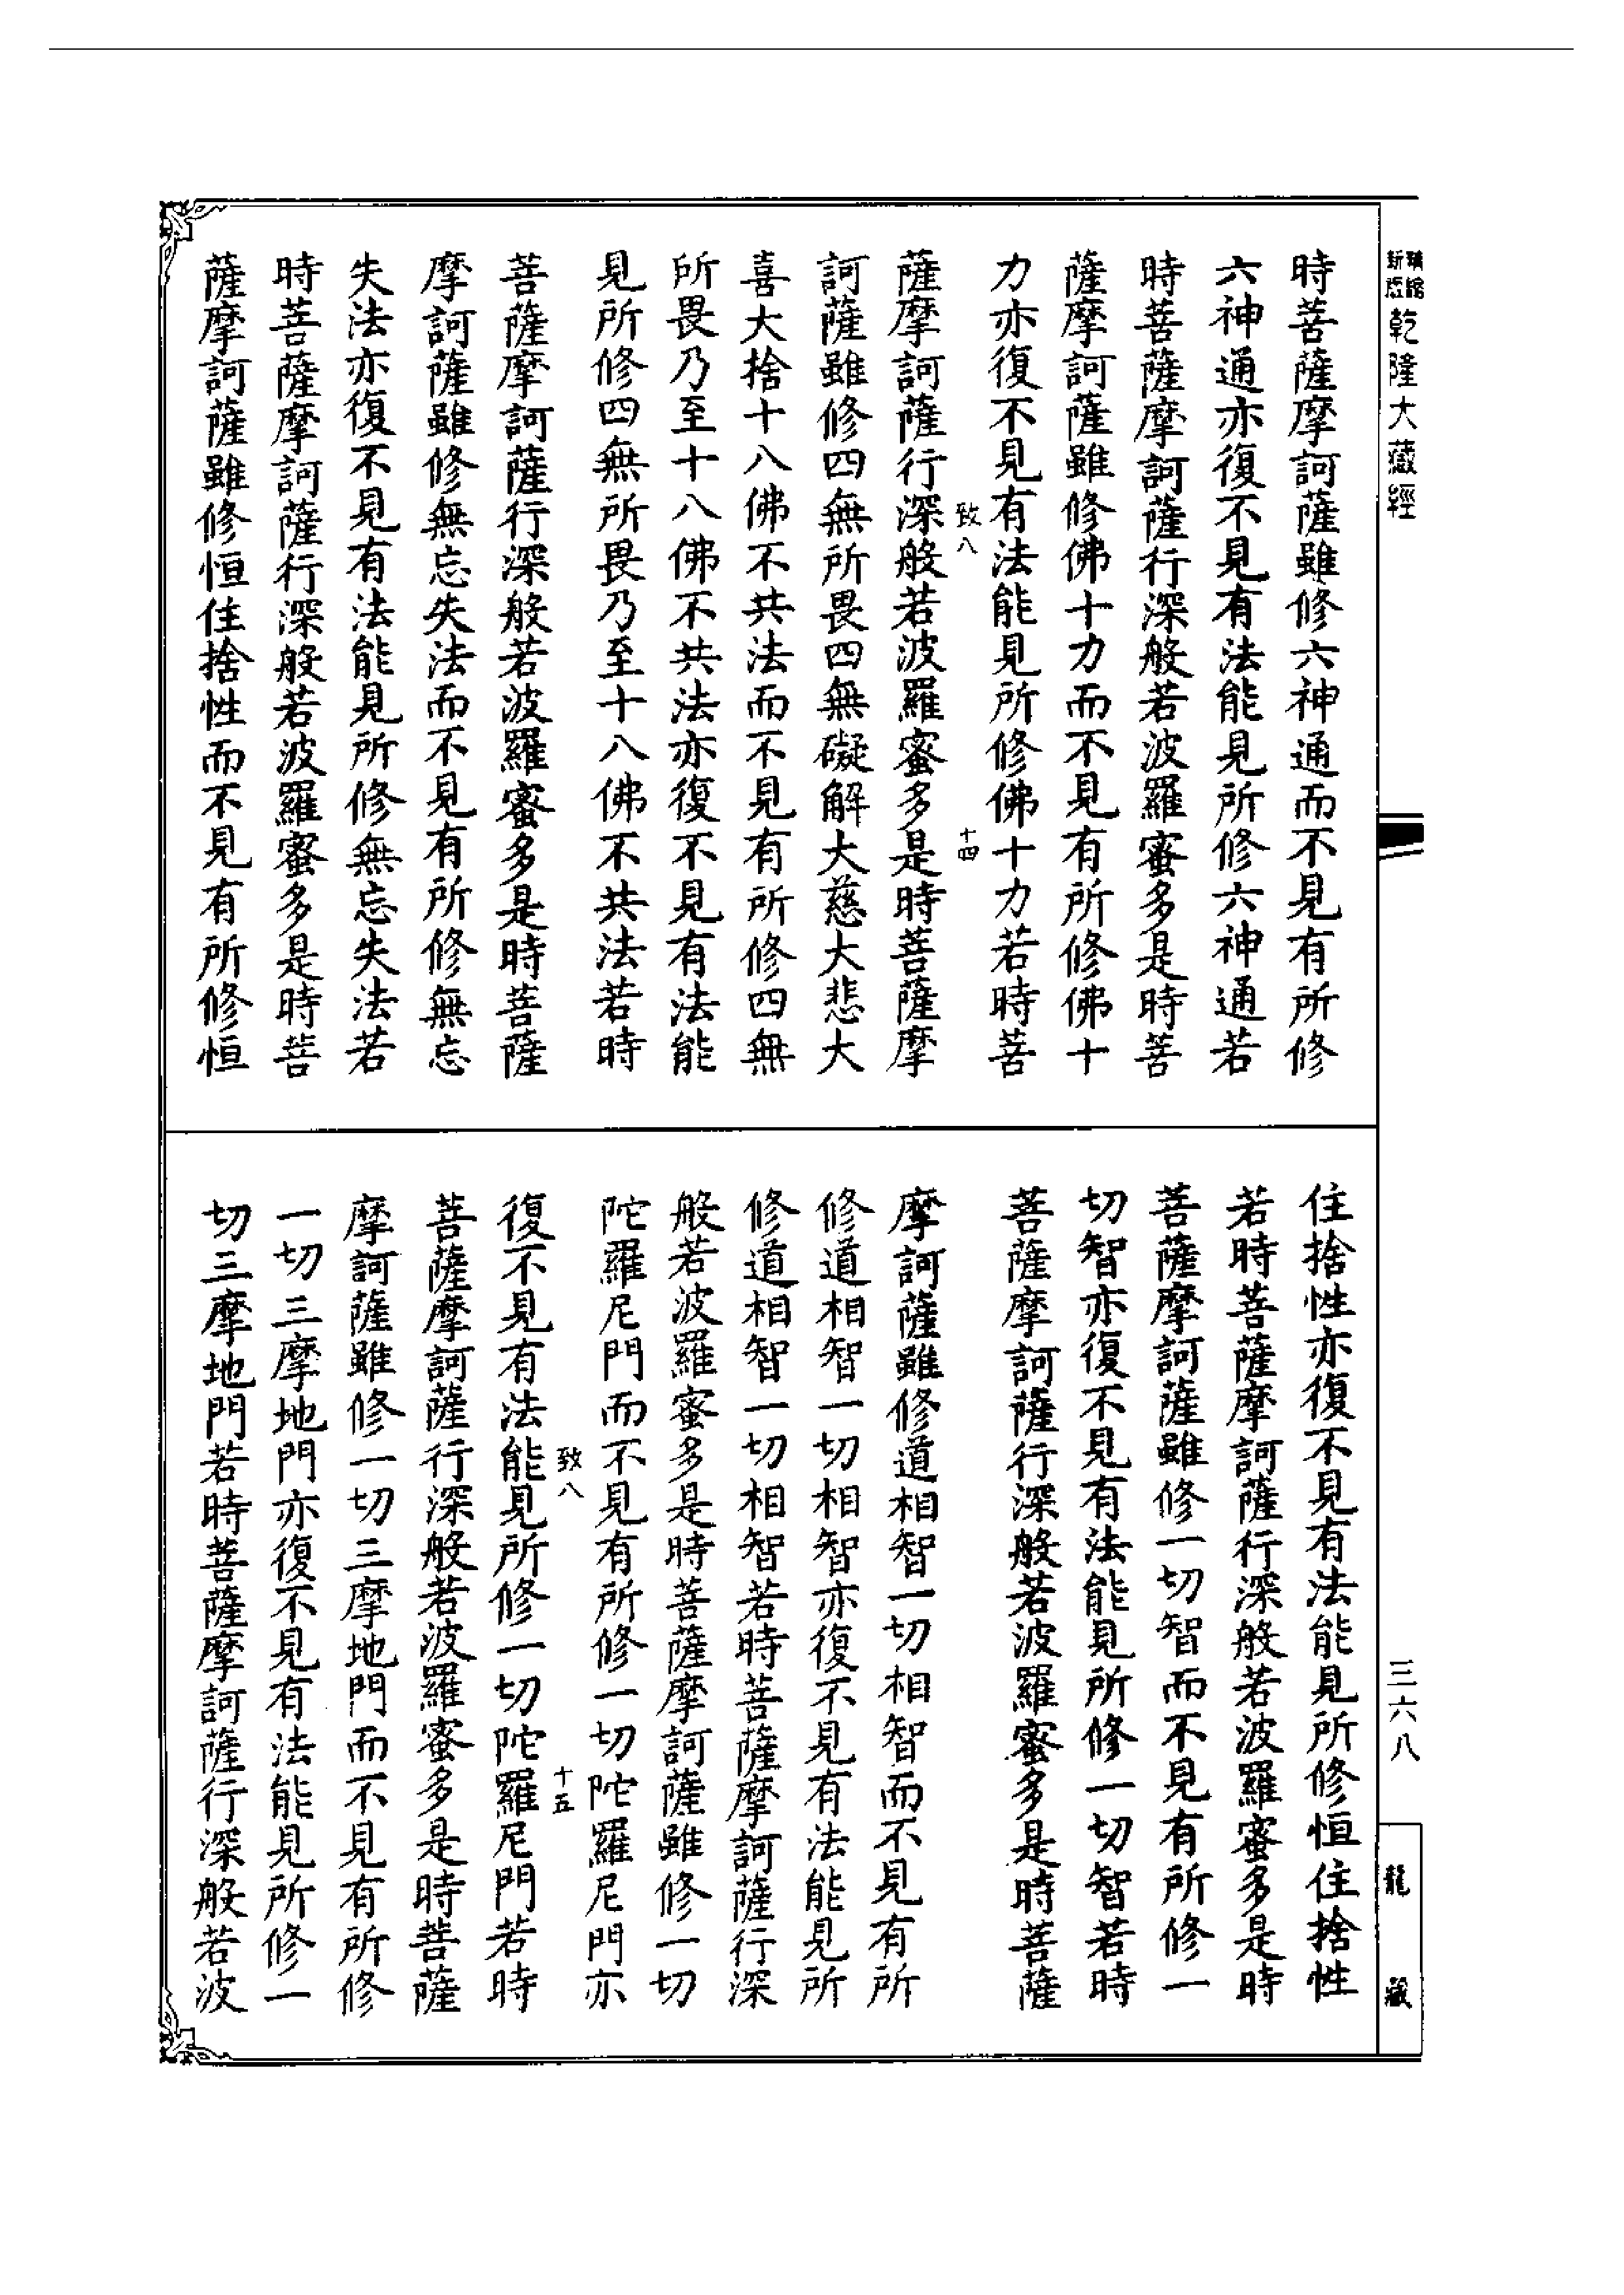 新版
精縮
乾隆大藏經
三六八
龍藏
時菩薩摩訶薩雖修六神通而不見有所修
六神通亦復不見有法能見所修六神通若
時菩薩摩訶薩行深般若波羅蜜多是時菩
薩摩訶薩雖修佛十力而不見有所修佛十
力亦復不見有法能見所修佛十力若時菩
致八
十四
薩摩訶薩行深般若波羅蜜多是時菩薩摩
訶薩雖修四無所畏四無礙解大慈大悲大
喜大捨十八佛不共法而不見有所修四無
所畏乃至十八佛不共法亦復不見有法能
見所修四無所畏乃至十八佛不共法若時
菩薩摩訶薩行深般若波羅蜜多是時菩薩
摩訶薩雖修無忘失法而不見有所修無忘
失法亦復不見有法能見所修無忘失法若
時菩薩摩訶薩行深般若波羅蜜多是時菩
薩摩訶薩雖修恒住捨性而不見有所修恒
住捨性亦復不見有法能見所修恒住捨性
若時菩薩摩訶薩行深般若波羅蜜多是時
菩薩摩訶薩雖修一切智而不見有所修一
切智亦復不見有法能見所修一切智若時
菩薩摩訶薩行深般若波羅蜜多是時菩薩
摩訶薩雖修道相智一切相智而不見有所
修道相智一切相智亦復不見有法能見所
修道相智一切相智若時菩薩摩訶薩行深
般若波羅蜜多是時菩薩摩訶薩雖修一切
陀羅尼門而不見有所修一切陀羅尼門亦
致八
十五
復不見有法能見所修一切陀羅尼門若時
菩薩摩訶薩行深般若波羅蜜多是時菩薩
摩訶薩雖修一切三摩地門而不見有所修
一切三摩地門亦復不見有法能見所修一
切三摩地門若時菩薩摩訶薩行深般若波